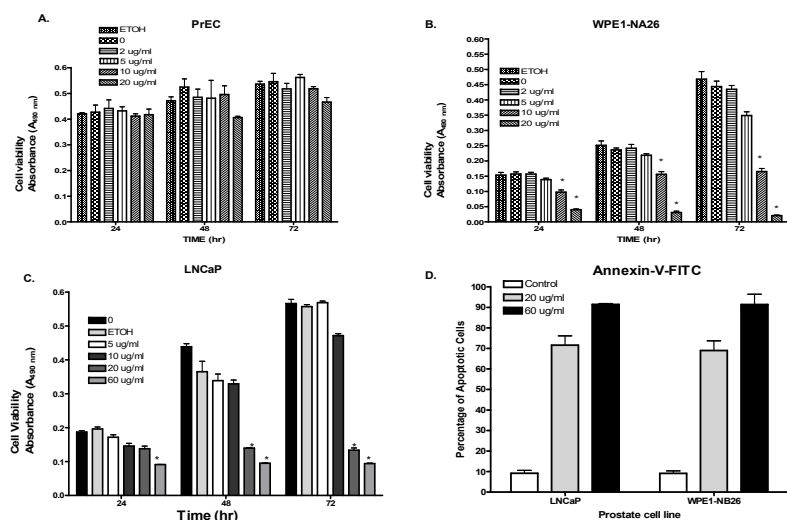 A.
PrEC
ETOH
0
2 ug/ml
5 ug/ml
10 ug/ml
20 ug/ml
Cell viability
Absorbance (A490 nm)
0.6
0.5
0.4
0.3
0.2
0.1
0.0
24
48
72
TIME (hr)
B.
WPE1-NA26
ETOH
0
2 ug/ml
5 ug/ml
10 ug/ml
20 ug/ml
Cell viability
Absorbance (A490 nm)
0.50
0.45
0.40
0.35
0.30
0.25
0.20
0.15
0.10
0.05
0.00
* * * * * *
24
48
72
TIME (hr)
C.
LNCaP
0
ETOH
5 ug/ml
10 ug/ml
20 ug/ml
60 ug/ml
Cell Viability
Absorbance (A490 nm)
0.6
0.4
0.3
0.2
0.1
0.0
* * * * *
24
48
72
Time (hr)
D.
Annexin-V-FITC
Control
20 ug/ml
60 ug/ml
Percentage of Apoptotic Cells
100
90
80
70
60
50
40
30
20
10
0
LNCaP
WPE1-NB26
Prostate cell line